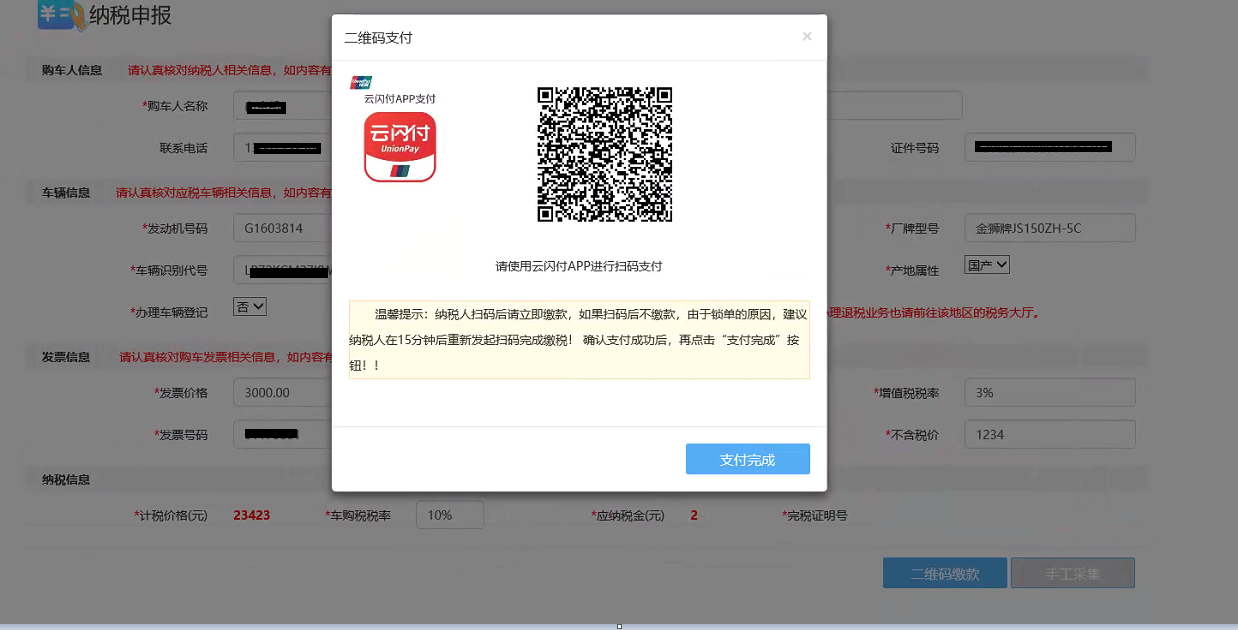 纳税申报
二维码支付 ×
购车人信息 请认真核对纳税人相关信息，如内容有
云闪付APP支付
*购车人名称
云闪付
UnionPay
联系电话 1
证件号码
车辆信息 请认真核对应税车辆相关信息，如内容有
*发动机号码 G1603814
*厂牌型号 金狮牌JS150ZH-5C
*车辆识别代号
请使用云闪付APP进行扫码支付
*产地属性 国产
*办理车辆登记 否
理退税业务也请前往该地区的税务大厅。
温馨提示：纳税人扫码后请立即缴款，如果扫码后不缴款，由于锁单的原因，建议
纳税人在15分钟后重新发起扫码完成缴税！ 确认支付成功后，再点击“支付完成”按
钮！！
发票信息 请认真核对购车发票相关信息，如内容有
*发票价格 3000.00
*增值税税率 3%
*发票号码
*不含税价 1234
支付完成
纳税信息
*计税价格(元) 23423 *车购税税率 10% *应纳税金(元) 2 *完税证明号
二维码缴款 手工采集